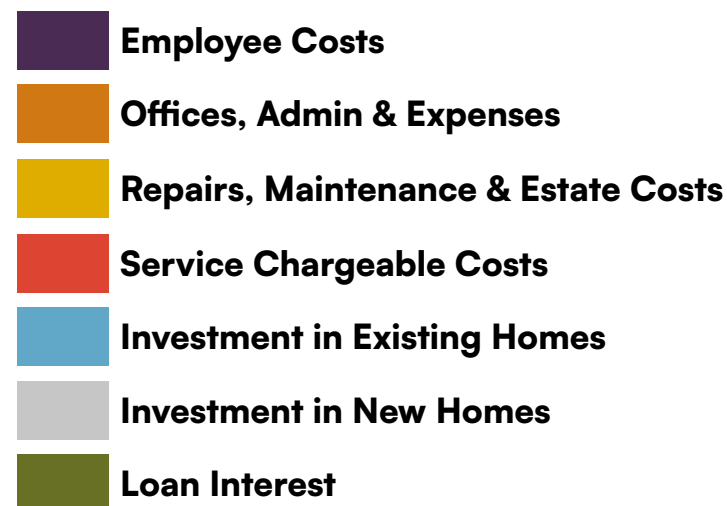 Employee Costs
Offices, Admin & Expenses
Repairs, Maintenance & Estate Costs
Service Chargeable Costs
Investment in Existing Homes
Investment in New Homes
Loan Interest